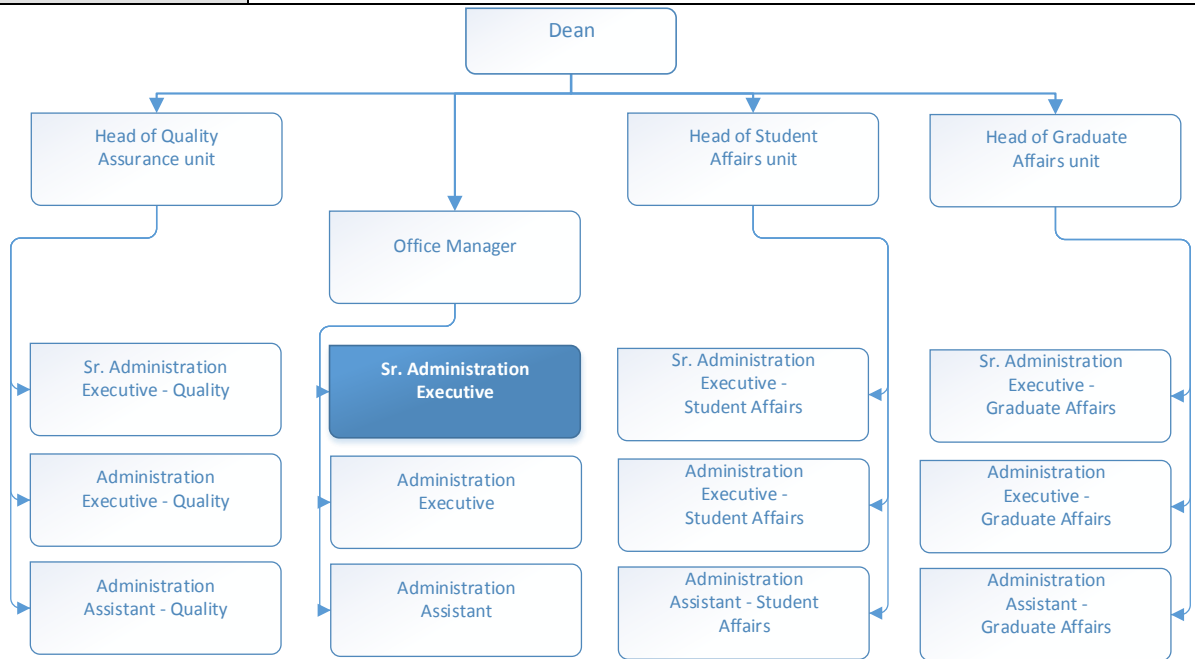 Dean
Head of Quality
Assurance unit
Head of Student
Affairs unit
Head of Graduate
Affairs unit
Office Manager
Sr. Administration
Executive - Quality
Sr. Administration
Executive
Sr. Administration
Executive -
Student Affairs
Sr. Administration
Executive -
Graduate Affairs
Administration
Executive - Quality
Administration
Executive
Administration
Executive -
Student Affairs
Administration
Executive -
Graduate Affairs
Administration
Assistant - Quality
Administration
Assistant
Administration
Assistant - Student
Affairs
Administration
Assistant -
Graduate Affairs